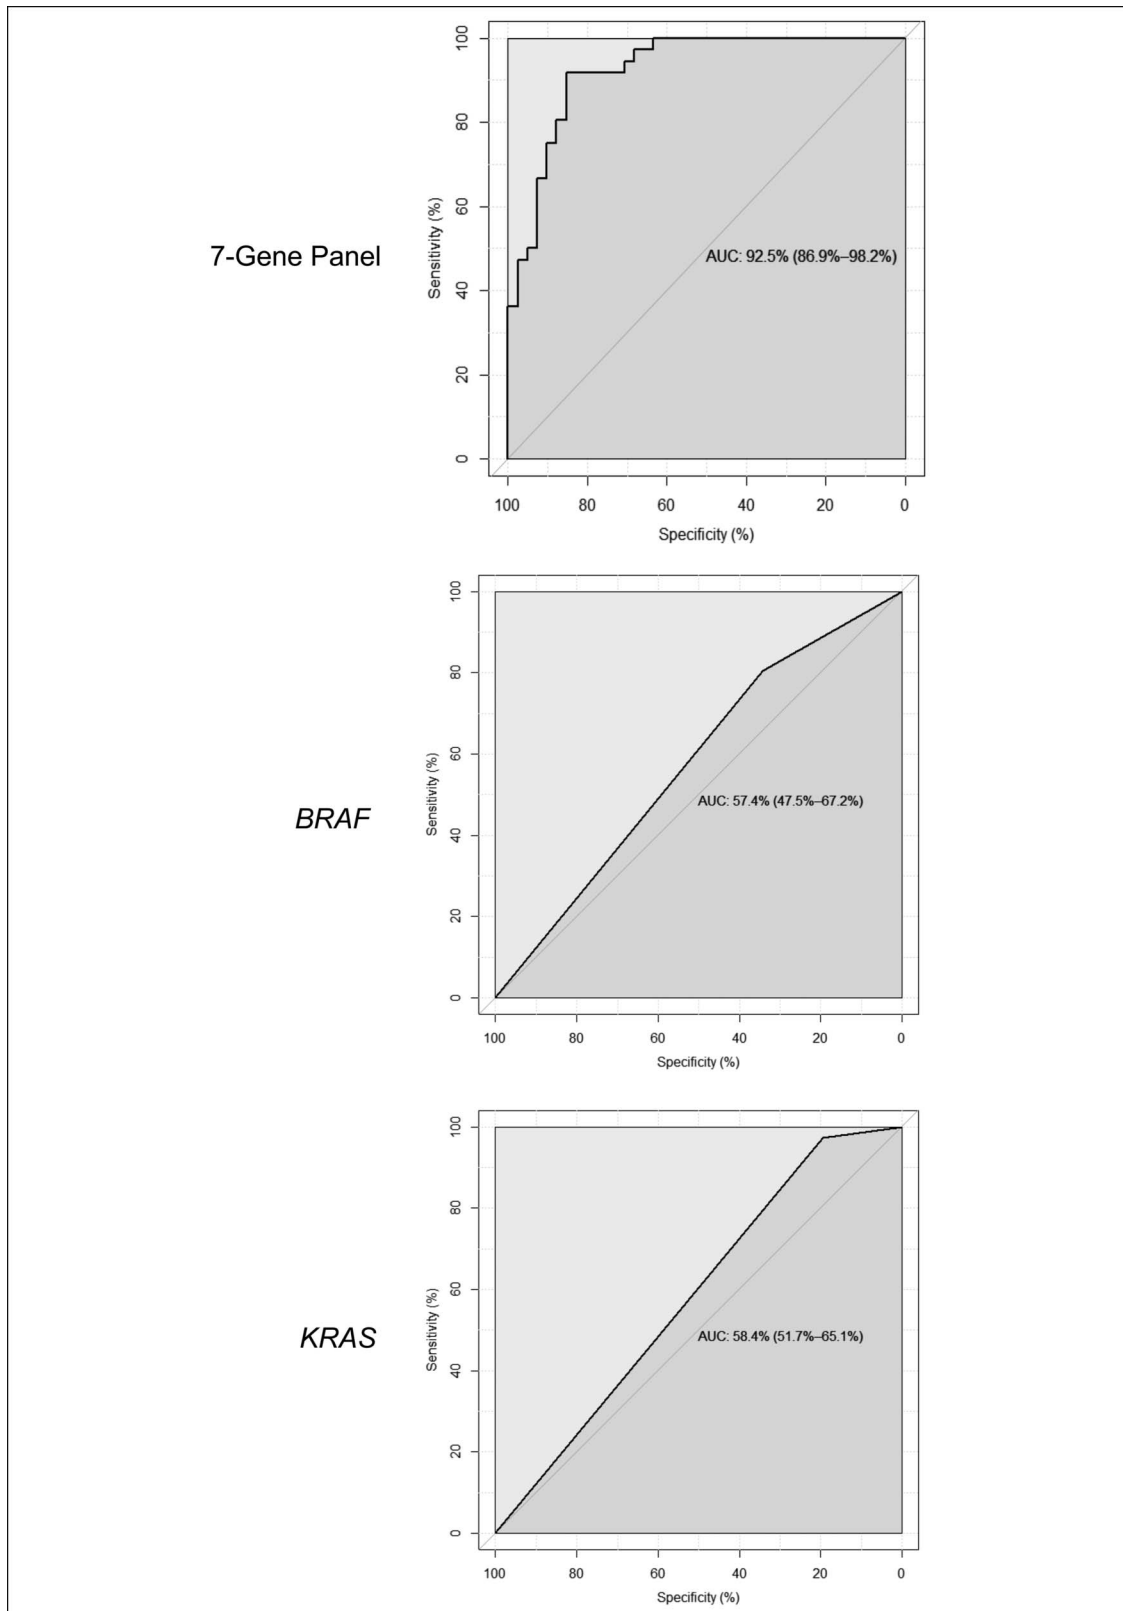 7-Gene Panel
Sensitivity (%)
100
80
60
40
20
0
AUC: 92.5% (86.9%–98.2%)
100 80 60 40 20 0
Specificity (%)
BRAF
Sensitivity (%)
100
80
60
40
20
0
AUC: 57.4% (47.5%–67.2%)
100 80 60 40 20 0
Specificity (%)
KRAS
Sensitivity (%)
100
80
60
40
20
0
AUC: 58.4% (51.7%–65.1%)
100 80 60 40 20 0
Specificity (%)